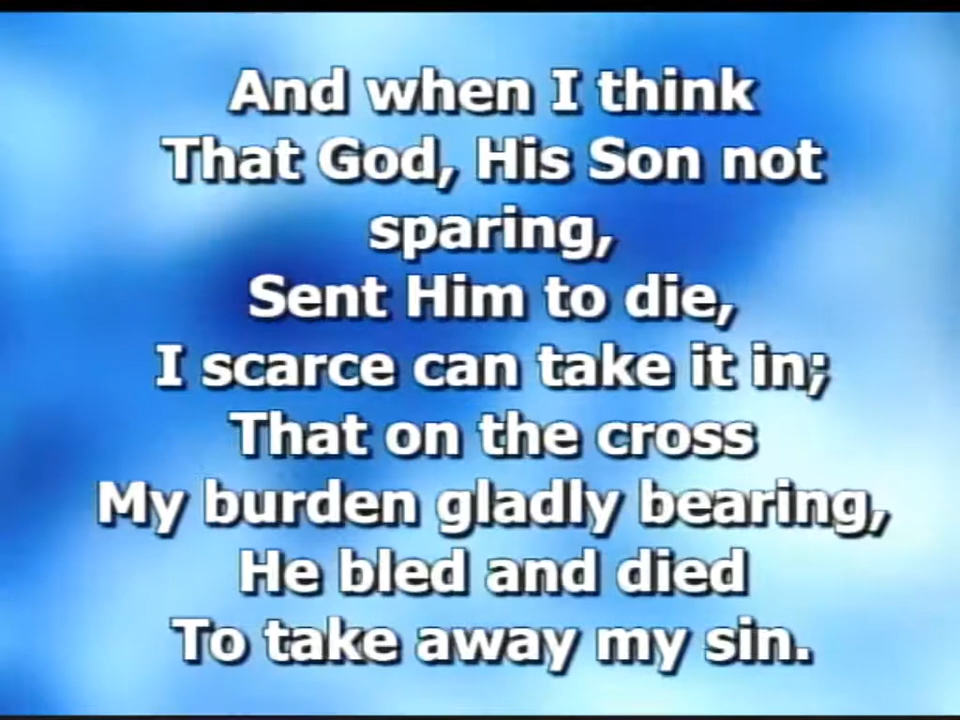 And when I think
That God, His Son not
sparing,
Sent Him to die,
I scarce can take it in;
That on the cross
My burden gladly bearing,
He bled and died
To take away my sin.